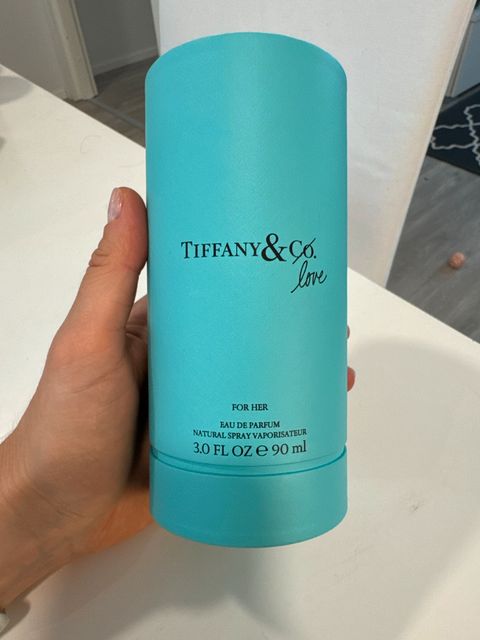 TIFFANY & Co.
love
FOR HER
EAU DE PARFUM
NATURAL SPRAY VAPORISATEUR
3.0 FL OZ ℮ 90 ml